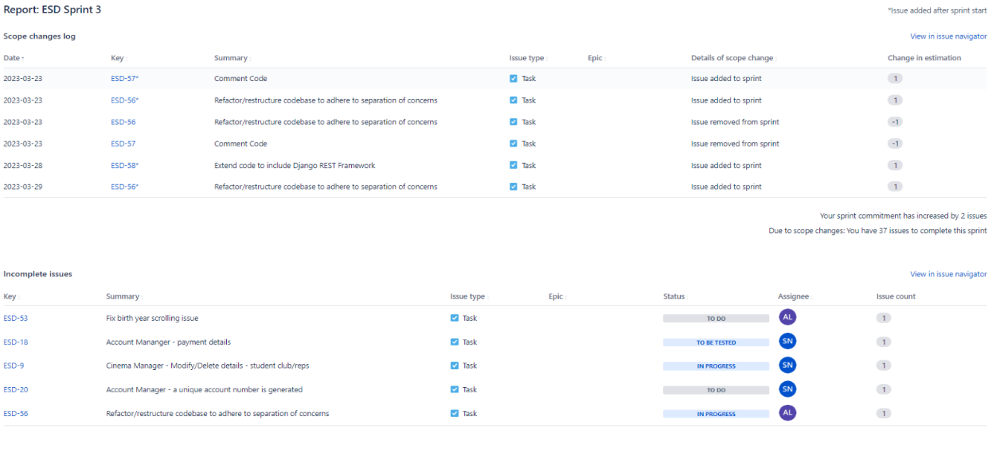 Report: ESD Sprint 3
*Issue added after sprint start
Scope changes log View in issue navigator
Date Key Summary Issue type Epic Details of scope change Change in estimation
2023-03-23 ESD-57* Comment Code Task Issue added to sprint 1
2023-03-23 ESD-56* Refactor/restructure codebase to adhere to separation of concerns Task Issue added to sprint 1
2023-03-23 ESD-56 Refactor/restructure codebase to adhere to separation of concerns Task Issue removed from sprint -1
2023-03-23 ESD-57 Comment Code Task Issue removed from sprint -1
2023-03-28 ESD-58* Extend code to include Django REST Framework Task Issue added to sprint 1
2023-03-29 ESD-56* Refactor/restructure codebase to adhere to separation of concerns Task Issue added to sprint 1
Your sprint commitment has increased by 2 issues
Due to scope changes: You have 37 issues to complete this sprint
Incomplete issues View in issue navigator
Key Summary Issue type Epic Status Assignee Issue count
ESD-53 Fix birth year scrolling issue Task TO DO AL 1
ESD-18 Account Mananger - payment details Task TO BE TESTED SN 1
ESD-9 Cinema Manager - Modify/Delete details - student club/reps Task IN PROGRESS SN 1
ESD-20 Account Manager - a unique account number is generated Task TO DO SN 1
ESD-56 Refactor/restructure codebase to adhere to separation of concerns Task IN PROGRESS AL 1